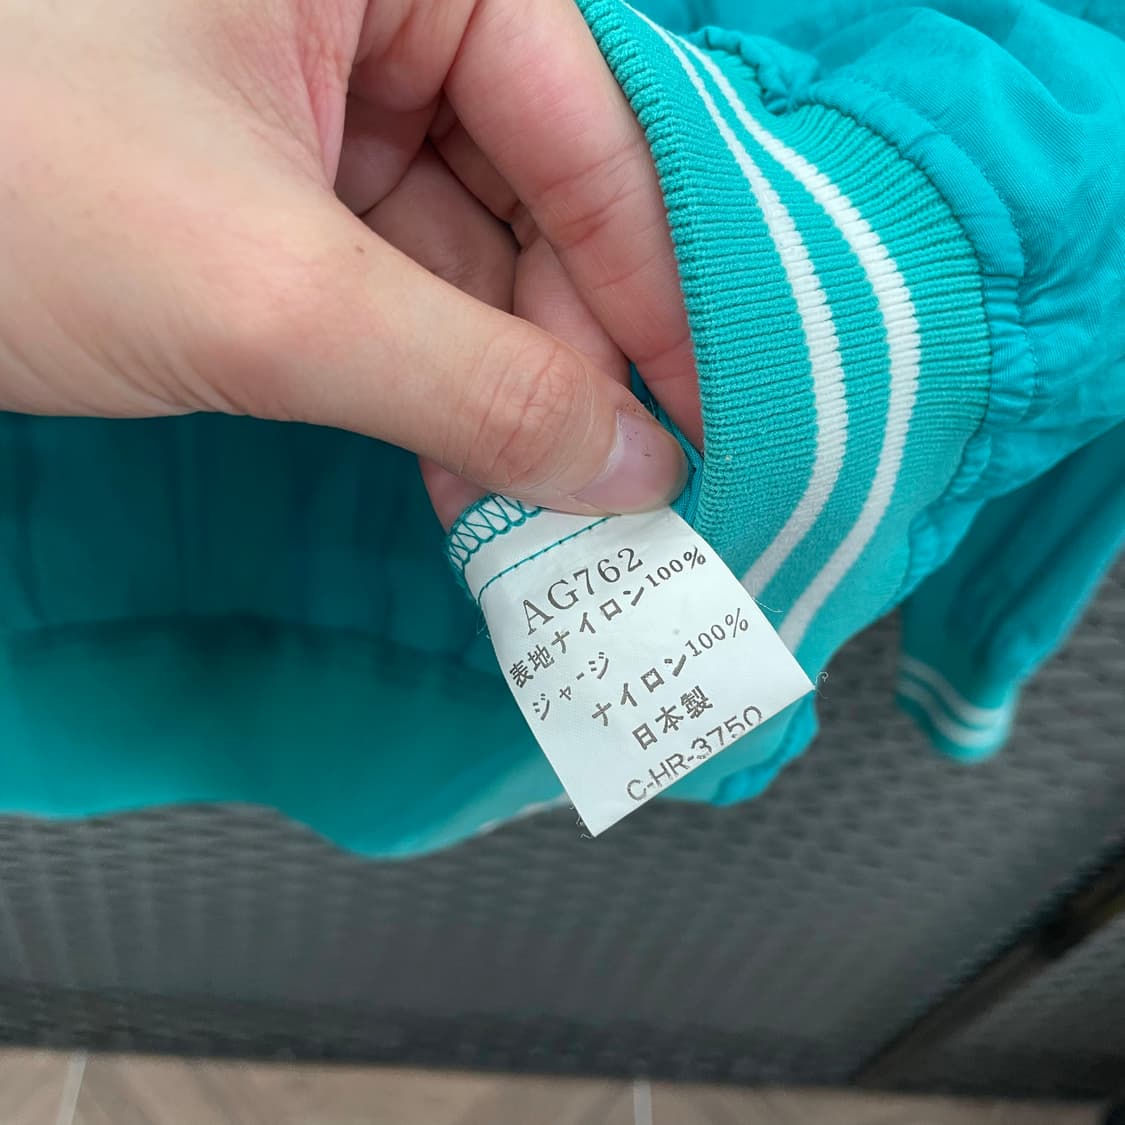 AG762
表地ナイロン100%
ジャージ
ナイロン100%
日本製
C-HR-3750